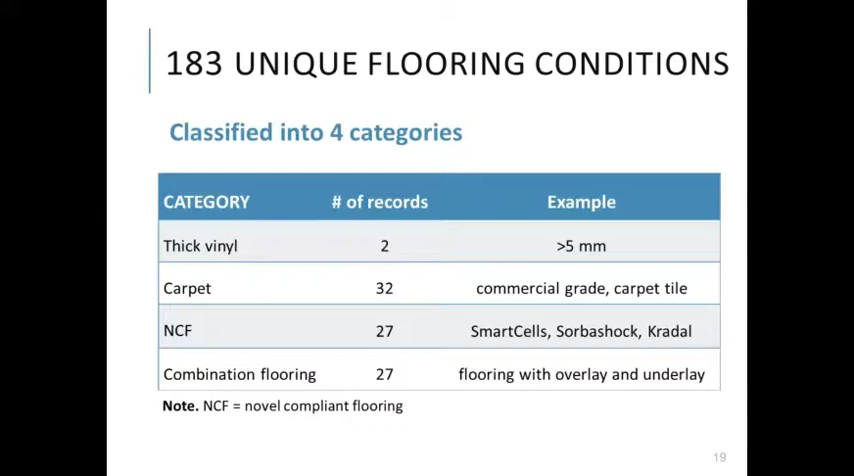 183 UNIQUE FLOORING CONDITIONS
Classified into 4 categories
CATEGORY # of records Example
Thick vinyl 2 >5 mm
Carpet 32 commercial grade, carpet tile
NCF 27 SmartCells, Sorbashock, Kradal
Combination flooring 27 flooring with overlay and underlay
Note. NCF = novel compliant flooring
19